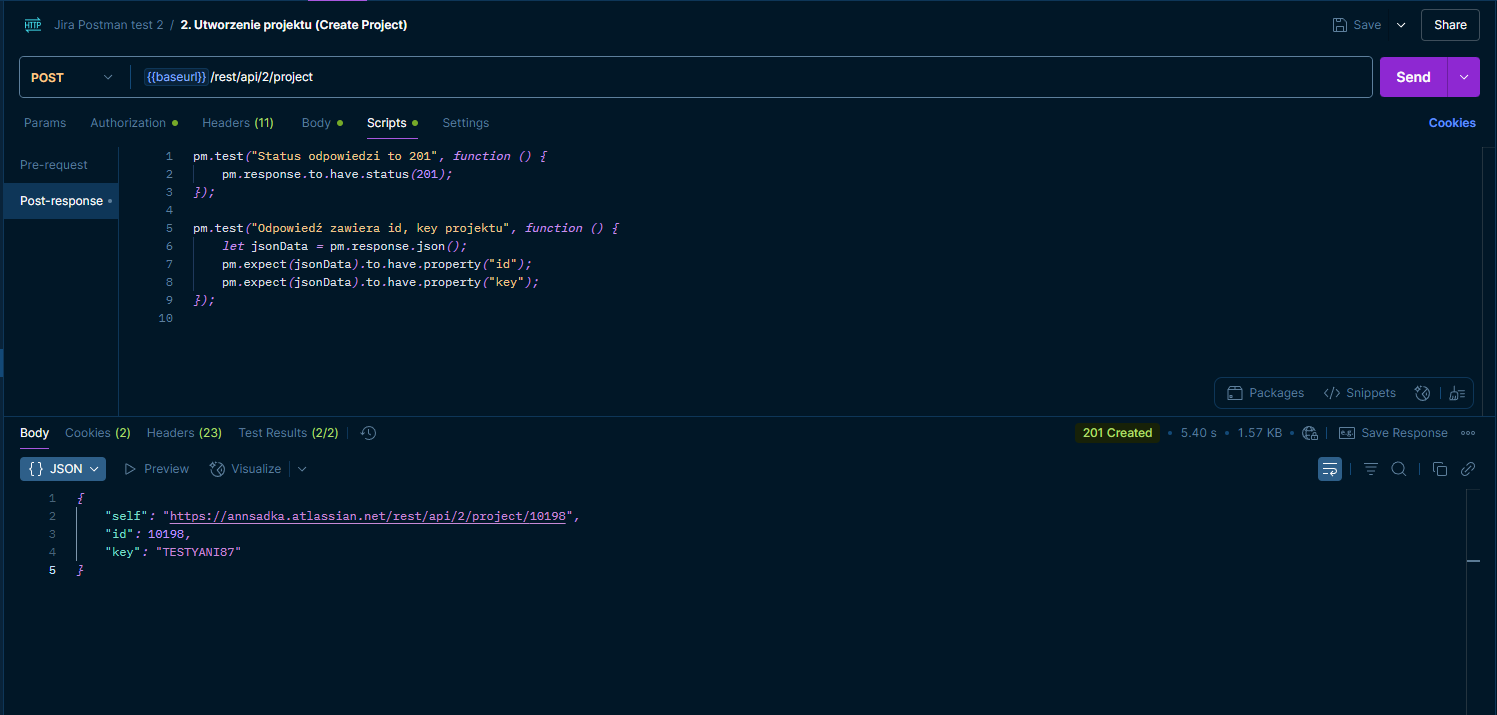 HTTP Jira Postman test 2 / 2. Utworzenie projektu (Create Project) Save Share
POST {{baseurl}} /rest/api/2/project Send
Params Authorization Headers (11) Body Scripts Settings Cookies
Pre-request
Post-response
1 pm.test("Status odpowiedzi to 201", function () {
2 pm.response.to.have.status(201);
3 });
4
5 pm.test("Odpowiedź zawiera id, key projektu", function () {
6 let jsonData = pm.response.json();
7 pm.expect(jsonData).to.have.property("id");
8 pm.expect(jsonData).to.have.property("key");
9 });
10
Packages </> Snippets
Body Cookies (2) Headers (23) Test Results (2/2) 201 Created • 5.40 s • 1.57 KB • e.g. Save Response
{} JSON Preview Visualize
1 {
2 "self": "https://annsadka.atlassian.net/rest/api/2/project/10198",
3 "id": 10198,
4 "key": "TESTYANI87"
5 }